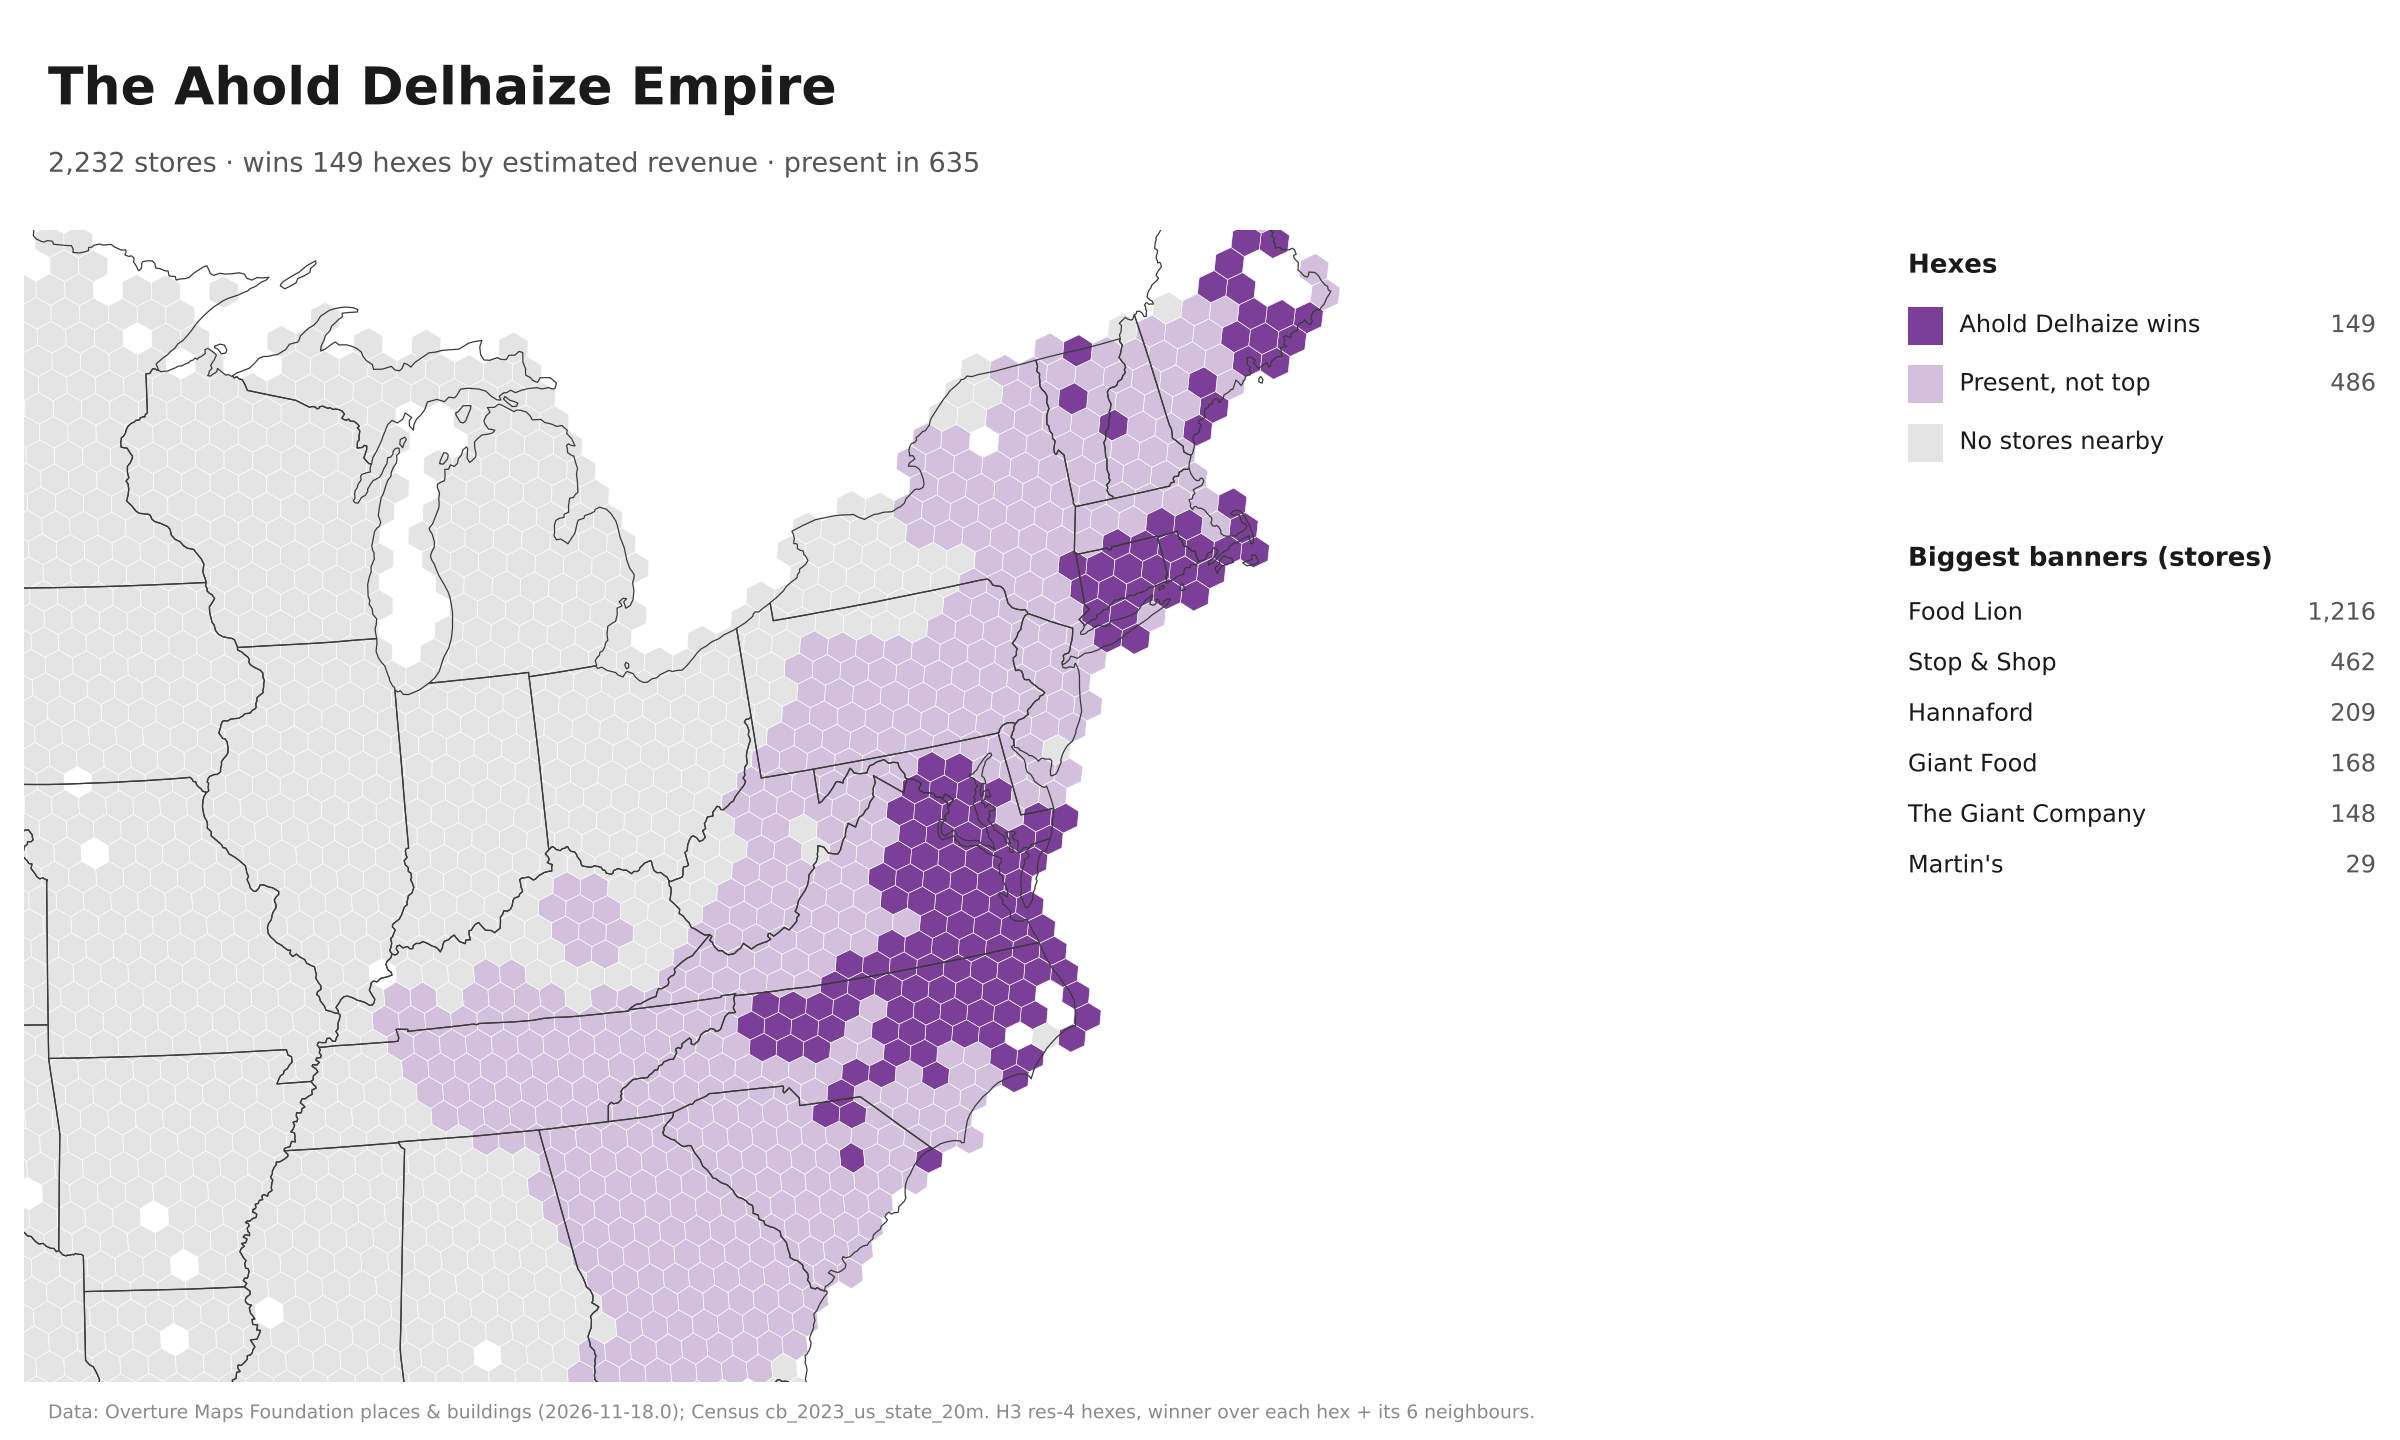 The Ahold Delhaize Empire
2,232 stores · wins 149 hexes by estimated revenue · present in 635
Hexes
Ahold Delhaize wins 149
Present, not top 486
No stores nearby
Biggest banners (stores)
Food Lion 1,216
Stop & Shop 462
Hannaford 209
Giant Food 168
The Giant Company 148
Martin's 29
Data: Overture Maps Foundation places & buildings (2026-11-18.0); Census cb_2023_us_state_20m. H3 res-4 hexes, winner over each hex + its 6 neighbours.